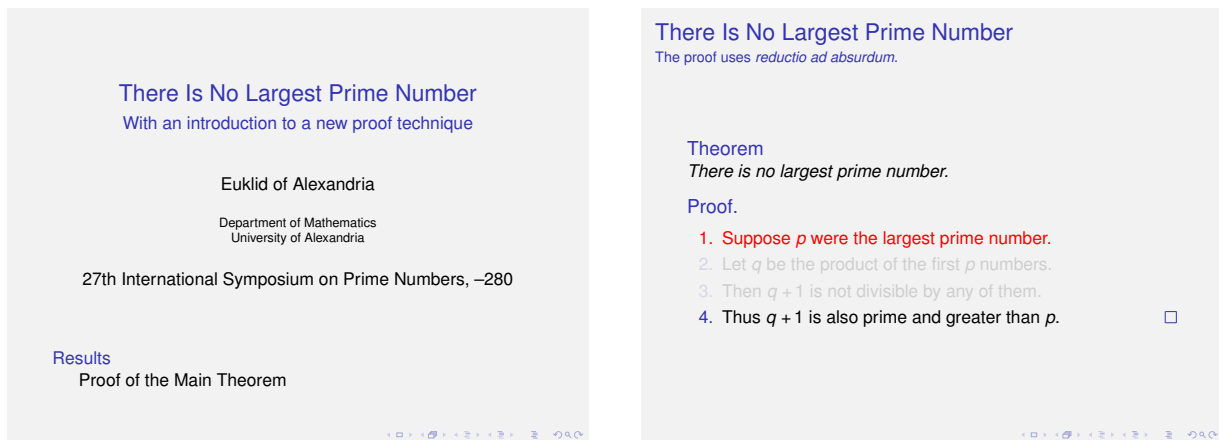 There Is No Largest Prime Number
With an introduction to a new proof technique
Euklid of Alexandria
Department of Mathematics
University of Alexandria
27th International Symposium on Prime Numbers, –280
Results
Proof of the Main Theorem
There Is No Largest Prime Number
The proof uses reductio ad absurdum.
Theorem
There is no largest prime number.
Proof.
1. Suppose p were the largest prime number.
2. Let q be the product of the first p numbers.
3. Then q + 1 is not divisible by any of them.
4. Thus q + 1 is also prime and greater than p.